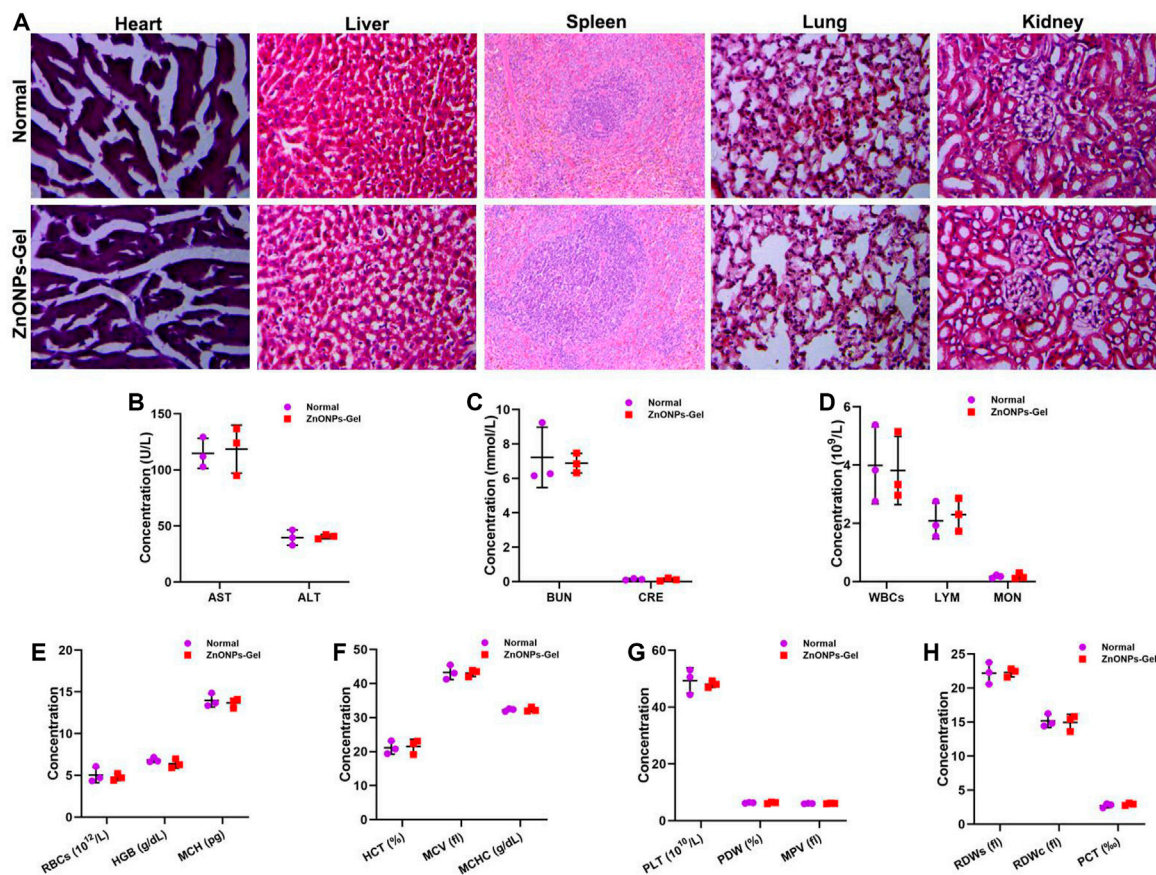 A
Heart
Liver
Spleen
Lung
Kidney
Normal
ZnONPs-Gel
B
Normal
ZnONPs-Gel
Concentration (U/L)
150
100
50
0
AST
ALT
C
Normal
ZnONPs-Gel
Concentration (mmol/L)
10
8
6
4
2
0
BUN
CRE
D
Normal
ZnONPs-Gel
Concentration (10⁹/L)
6
4
2
0
WBCs
LYM
MON
E
Normal
ZnONPs-Gel
Concentration
20
15
10
5
0
RBCs (10¹²/L)
HGB (g/dL)
MCH (pg)
F
Normal
ZnONPs-Gel
Concentration
50
40
30
20
10
0
HCT (%)
MCV (fl)
MCHC (g/dL)
G
Normal
ZnONPs-Gel
Concentration
60
40
20
0
PLT (10¹⁰/L)
PDW (%)
MPV (fl)
H
Normal
ZnONPs-Gel
Concentration
25
20
15
10
5
0
RDWs (fl)
RDWc (fl)
PCT (‰)